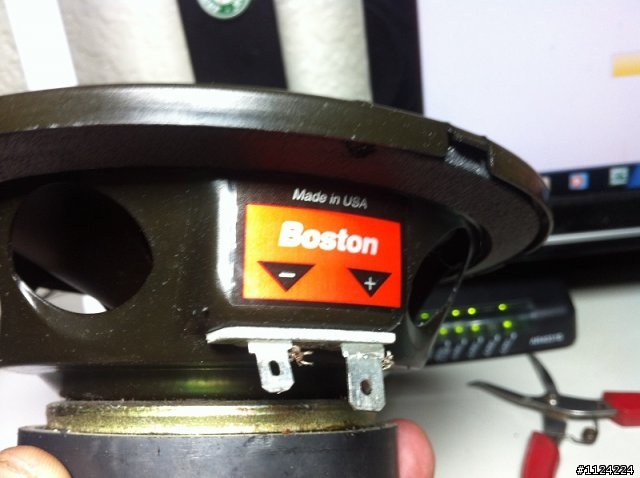 Made in USA
Boston
- +
#1124224